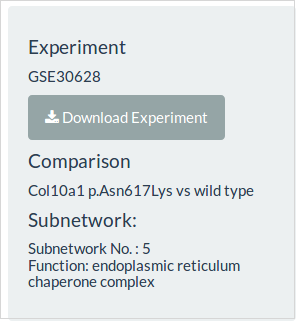 Experiment
GSE30628
Download Experiment
Comparison
Col10a1 p.Asn617Lys vs wild type
Subnetwork:
Subnetwork No. : 5
Function: endoplasmic reticulum
chaperone complex